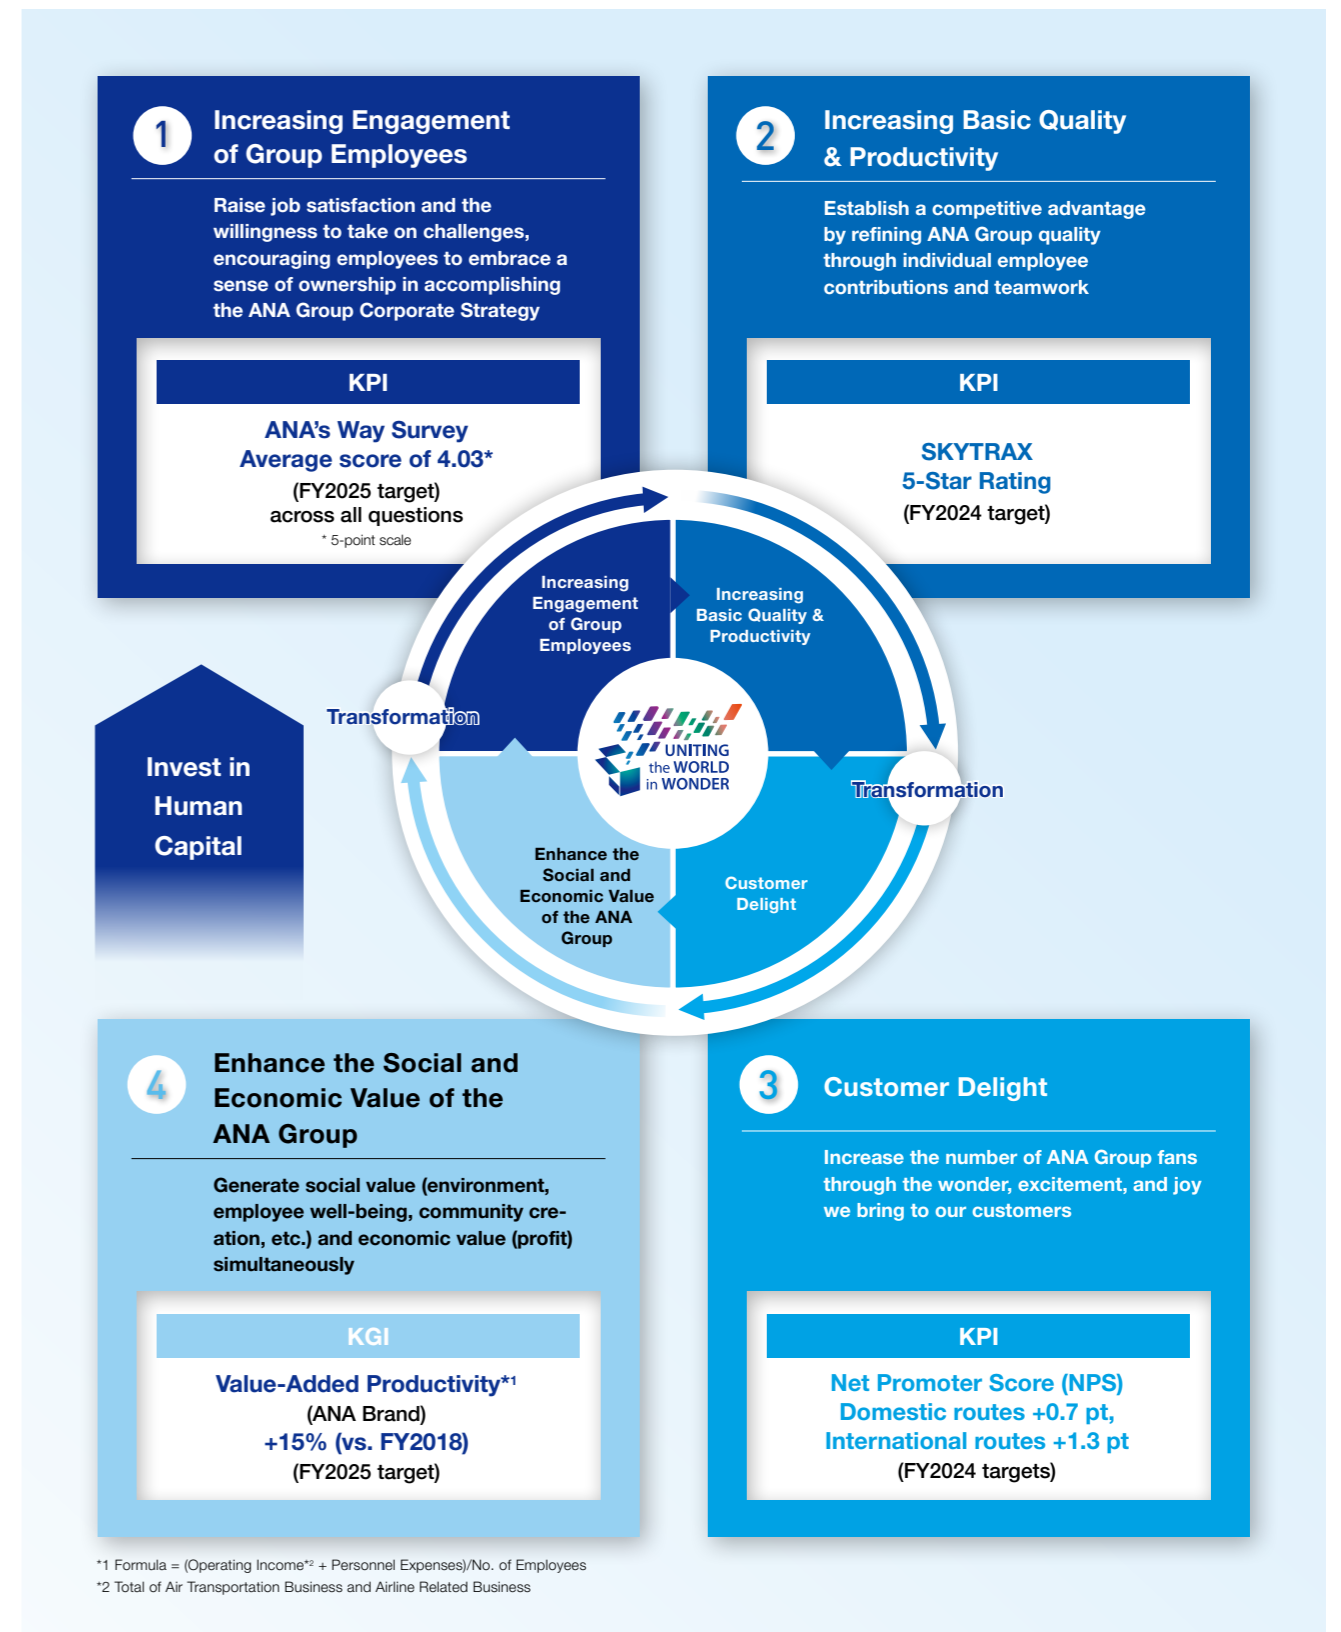 1
Increasing Engagement
of Group Employees
Raise job satisfaction and the
willingness to take on challenges,
encouraging employees to embrace a
sense of ownership in accomplishing
the ANA Group Corporate Strategy
KPI
ANA’s Way Survey
Average score of 4.03*
(FY2025 target)
across all questions
* 5-point scale
2
Increasing Basic Quality
& Productivity
Establish a competitive advantage
by refining ANA Group quality
through individual employee
contributions and teamwork
KPI
SKYTRAX
5-Star Rating
(FY2024 target)
Increasing
Engagement
of Group
Employees
Increasing
Basic Quality &
Productivity
Transformation
UNITING
the WORLD
in WONDER
Transformation
Invest in
Human
Capital
Enhance the
Social and
Economic Value
of the ANA
Group
Customer
Delight
4
Enhance the Social and
Economic Value of the
ANA Group
Generate social value (environment,
employee well-being, community cre-
ation, etc.) and economic value (profit)
simultaneously
KGI
Value-Added Productivity*1
(ANA Brand)
+15% (vs. FY2018)
(FY2025 target)
3
Customer Delight
Increase the number of ANA Group fans
through the wonder, excitement, and joy
we bring to our customers
KPI
Net Promoter Score (NPS)
Domestic routes +0.7 pt,
International routes +1.3 pt
(FY2024 targets)
*1 Formula = (Operating Income*2 + Personnel Expenses)/No. of Employees
*2 Total of Air Transportation Business and Airline Related Business